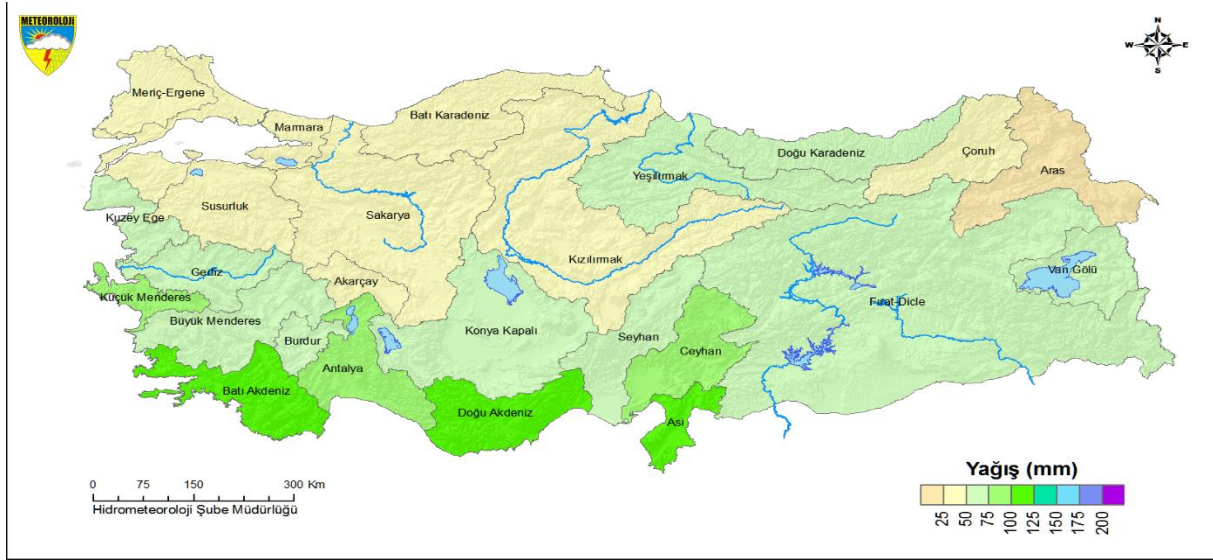 METEOROLOJİ
N
W E
S
Meriç-Ergene
Marmara
Batı Karadeniz
Doğu Karadeniz
Çoruh
Aras
Yeşilırmak
Kuzey Ege
Susurluk
Sakarya
Kızılırmak
Gediz
Akarçay
Van Gölü
Küçük Menderes
Büyük Menderes
Burdur
Konya Kapalı
Seyhan
Fırat-Dicle
Ceyhan
Antalya
Batı Akdeniz
Doğu Akdeniz
Asi
0 75 150 300 Km
Hidrometeoroloji Şube Müdürlüğü
Yağış (mm)
25 50 75 100 125 150 175 200